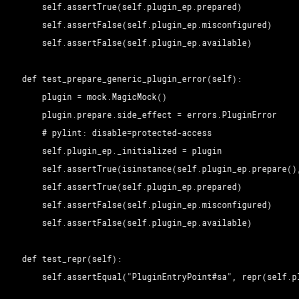 self.assertTrue(self.plugin_ep.prepared)
self.assertFalse(self.plugin_ep.misconfigured)
self.assertFalse(self.plugin_ep.available)
def test_prepare_generic_plugin_error(self):
plugin = mock.MagicMock()
plugin.prepare.side_effect = errors.PluginError
# pylint: disable=protected-access
self.plugin_ep._initialized = plugin
self.assertTrue(isinstance(self.plugin_ep.prepare(),
self.assertTrue(self.plugin_ep.prepared)
self.assertFalse(self.plugin_ep.misconfigured)
self.assertFalse(self.plugin_ep.available)
def test_repr(self):
self.assertEqual("PluginEntryPoint#sa", repr(self.pl